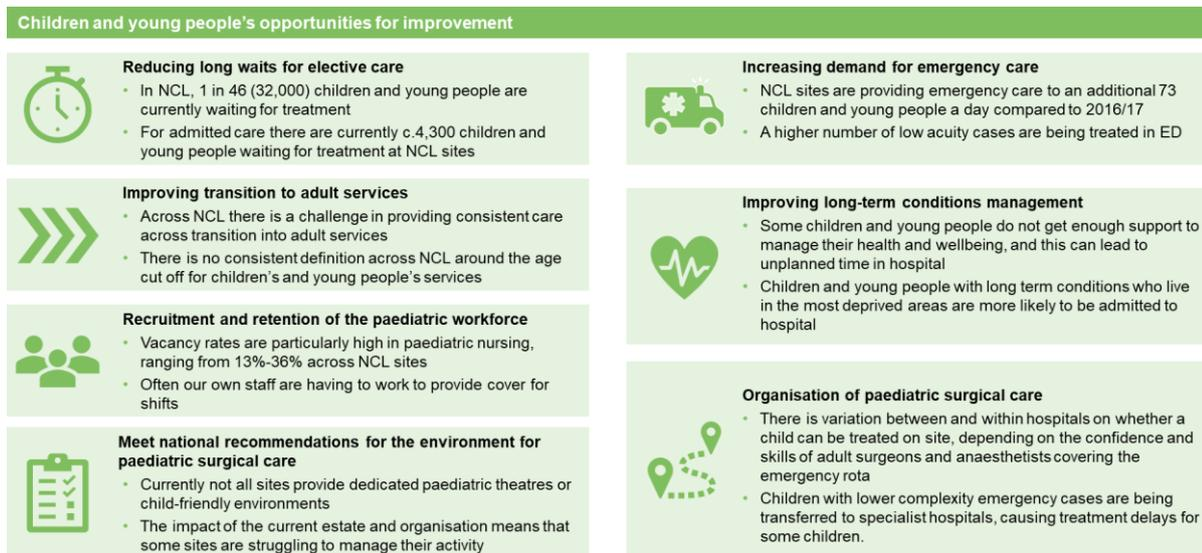 Children and young people's opportunities for improvement
Reducing long waits for elective care
• In NCL, 1 in 46 (32,000) children and young people are
currently waiting for treatment
• For admitted care there are currently c.4,300 children and
young people waiting for treatment at NCL sites
Improving transition to adult services
• Across NCL there is a challenge in providing consistent care
across transition into adult services
• There is no consistent definition across NCL around the age
cut off for children's and young people's services
Recruitment and retention of the paediatric workforce
• Vacancy rates are particularly high in paediatric nursing,
ranging from 13%-36% across NCL sites
• Often our own staff are having to work to provide cover for
shifts
Meet national recommendations for the environment for
paediatric surgical care
• Currently not all sites provide dedicated paediatric theatres or
child-friendly environments
• The impact of the current estate and organisation means that
some sites are struggling to manage their activity
Increasing demand for emergency care
• NCL sites are providing emergency care to an additional 73
children and young people a day compared to 2016/17
• A higher number of low acuity cases are being treated in ED
Improving long-term conditions management
• Some children and young people do not get enough support to
manage their health and wellbeing, and this can lead to
unplanned time in hospital
• Children and young people with long term conditions who live
in the most deprived areas are more likely to be admitted to
hospital
Organisation of paediatric surgical care
• There is variation between and within hospitals on whether a
child can be treated on site, depending on the confidence and
skills of adult surgeons and anaesthetists covering the
emergency rota
• Children with lower complexity emergency cases are being
transferred to specialist hospitals, causing treatment delays for
some children.